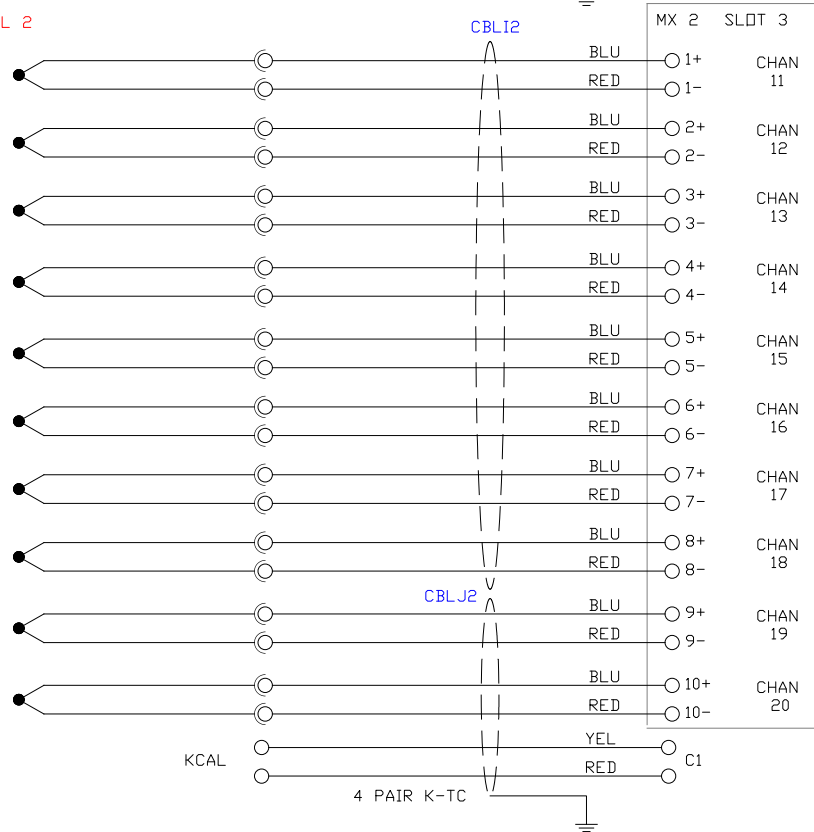 L 2
CBLI2
MX 2 SLOT 3
BLU 1+ CHAN
RED 1- 11
BLU 2+ CHAN
RED 2- 12
BLU 3+ CHAN
RED 3- 13
BLU 4+ CHAN
RED 4- 14
BLU 5+ CHAN
RED 5- 15
BLU 6+ CHAN
RED 6- 16
BLU 7+ CHAN
RED 7- 17
BLU 8+ CHAN
RED 8- 18
CBLJ2
BLU 9+ CHAN
RED 9- 19
BLU 10+ CHAN
RED 10- 20
KCAL YEL C1
RED
4 PAIR K-TC